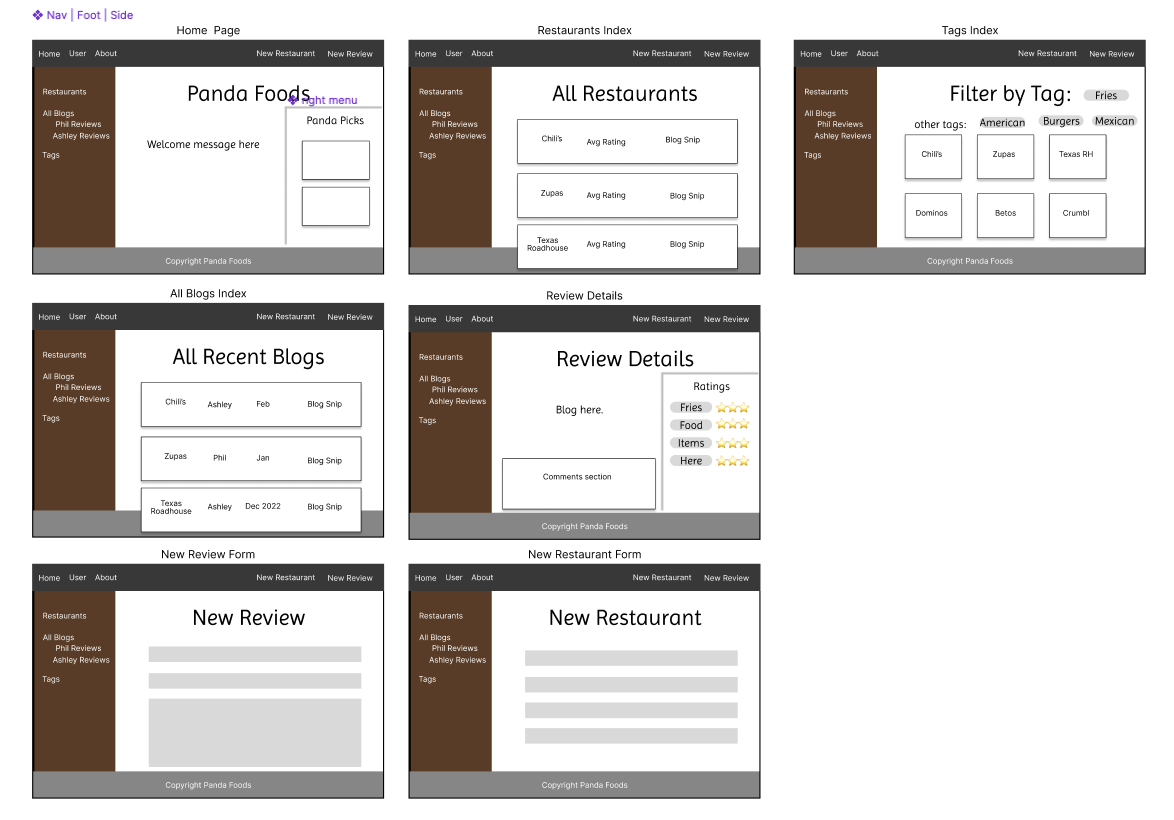 Nav | Foot | Side
Home Page
Home User About New Restaurant New Review
Restaurants
All Blogs
Phil Reviews
Ashley Reviews
Tags
Panda Foods
right menu
Panda Picks
Welcome message here
Copyright Panda Foods
Restaurants Index
Home User About New Restaurant New Review
Restaurants
All Blogs
Phil Reviews
Ashley Reviews
Tags
All Restaurants
Chili's Avg Rating Blog Snip
Zupas Avg Rating Blog Snip
Texas
Roadhouse Avg Rating Blog Snip
Copyright Panda Foods
Tags Index
Home User About New Restaurant New Review
Restaurants
All Blogs
Phil Reviews
Ashley Reviews
Tags
Filter by Tag: Fries
other tags: American Burgers Mexican
Chili's Zupas Texas RH
Dominos Betos Crumbl
Copyright Panda Foods
All Blogs Index
Home User About New Restaurant New Review
Restaurants
All Blogs
Phil Reviews
Ashley Reviews
Tags
All Recent Blogs
Chili's Ashley Feb Blog Snip
Zupas Phil Jan Blog Snip
Texas
Roadhouse Ashley Dec 2022 Blog Snip
Review Details
Home User About New Restaurant New Review
Restaurants
All Blogs
Phil Reviews
Ashley Reviews
Tags
Review Details
Blog here.
Comments section
Ratings
Fries
Food
Items
Here
Copyright Panda Foods
New Review Form
Home User About New Restaurant New Review
Restaurants
All Blogs
Phil Reviews
Ashley Reviews
Tags
New Review
Copyright Panda Foods
New Restaurant Form
Home User About New Restaurant New Review
Restaurants
All Blogs
Phil Reviews
Ashley Reviews
Tags
New Restaurant
Copyright Panda Foods